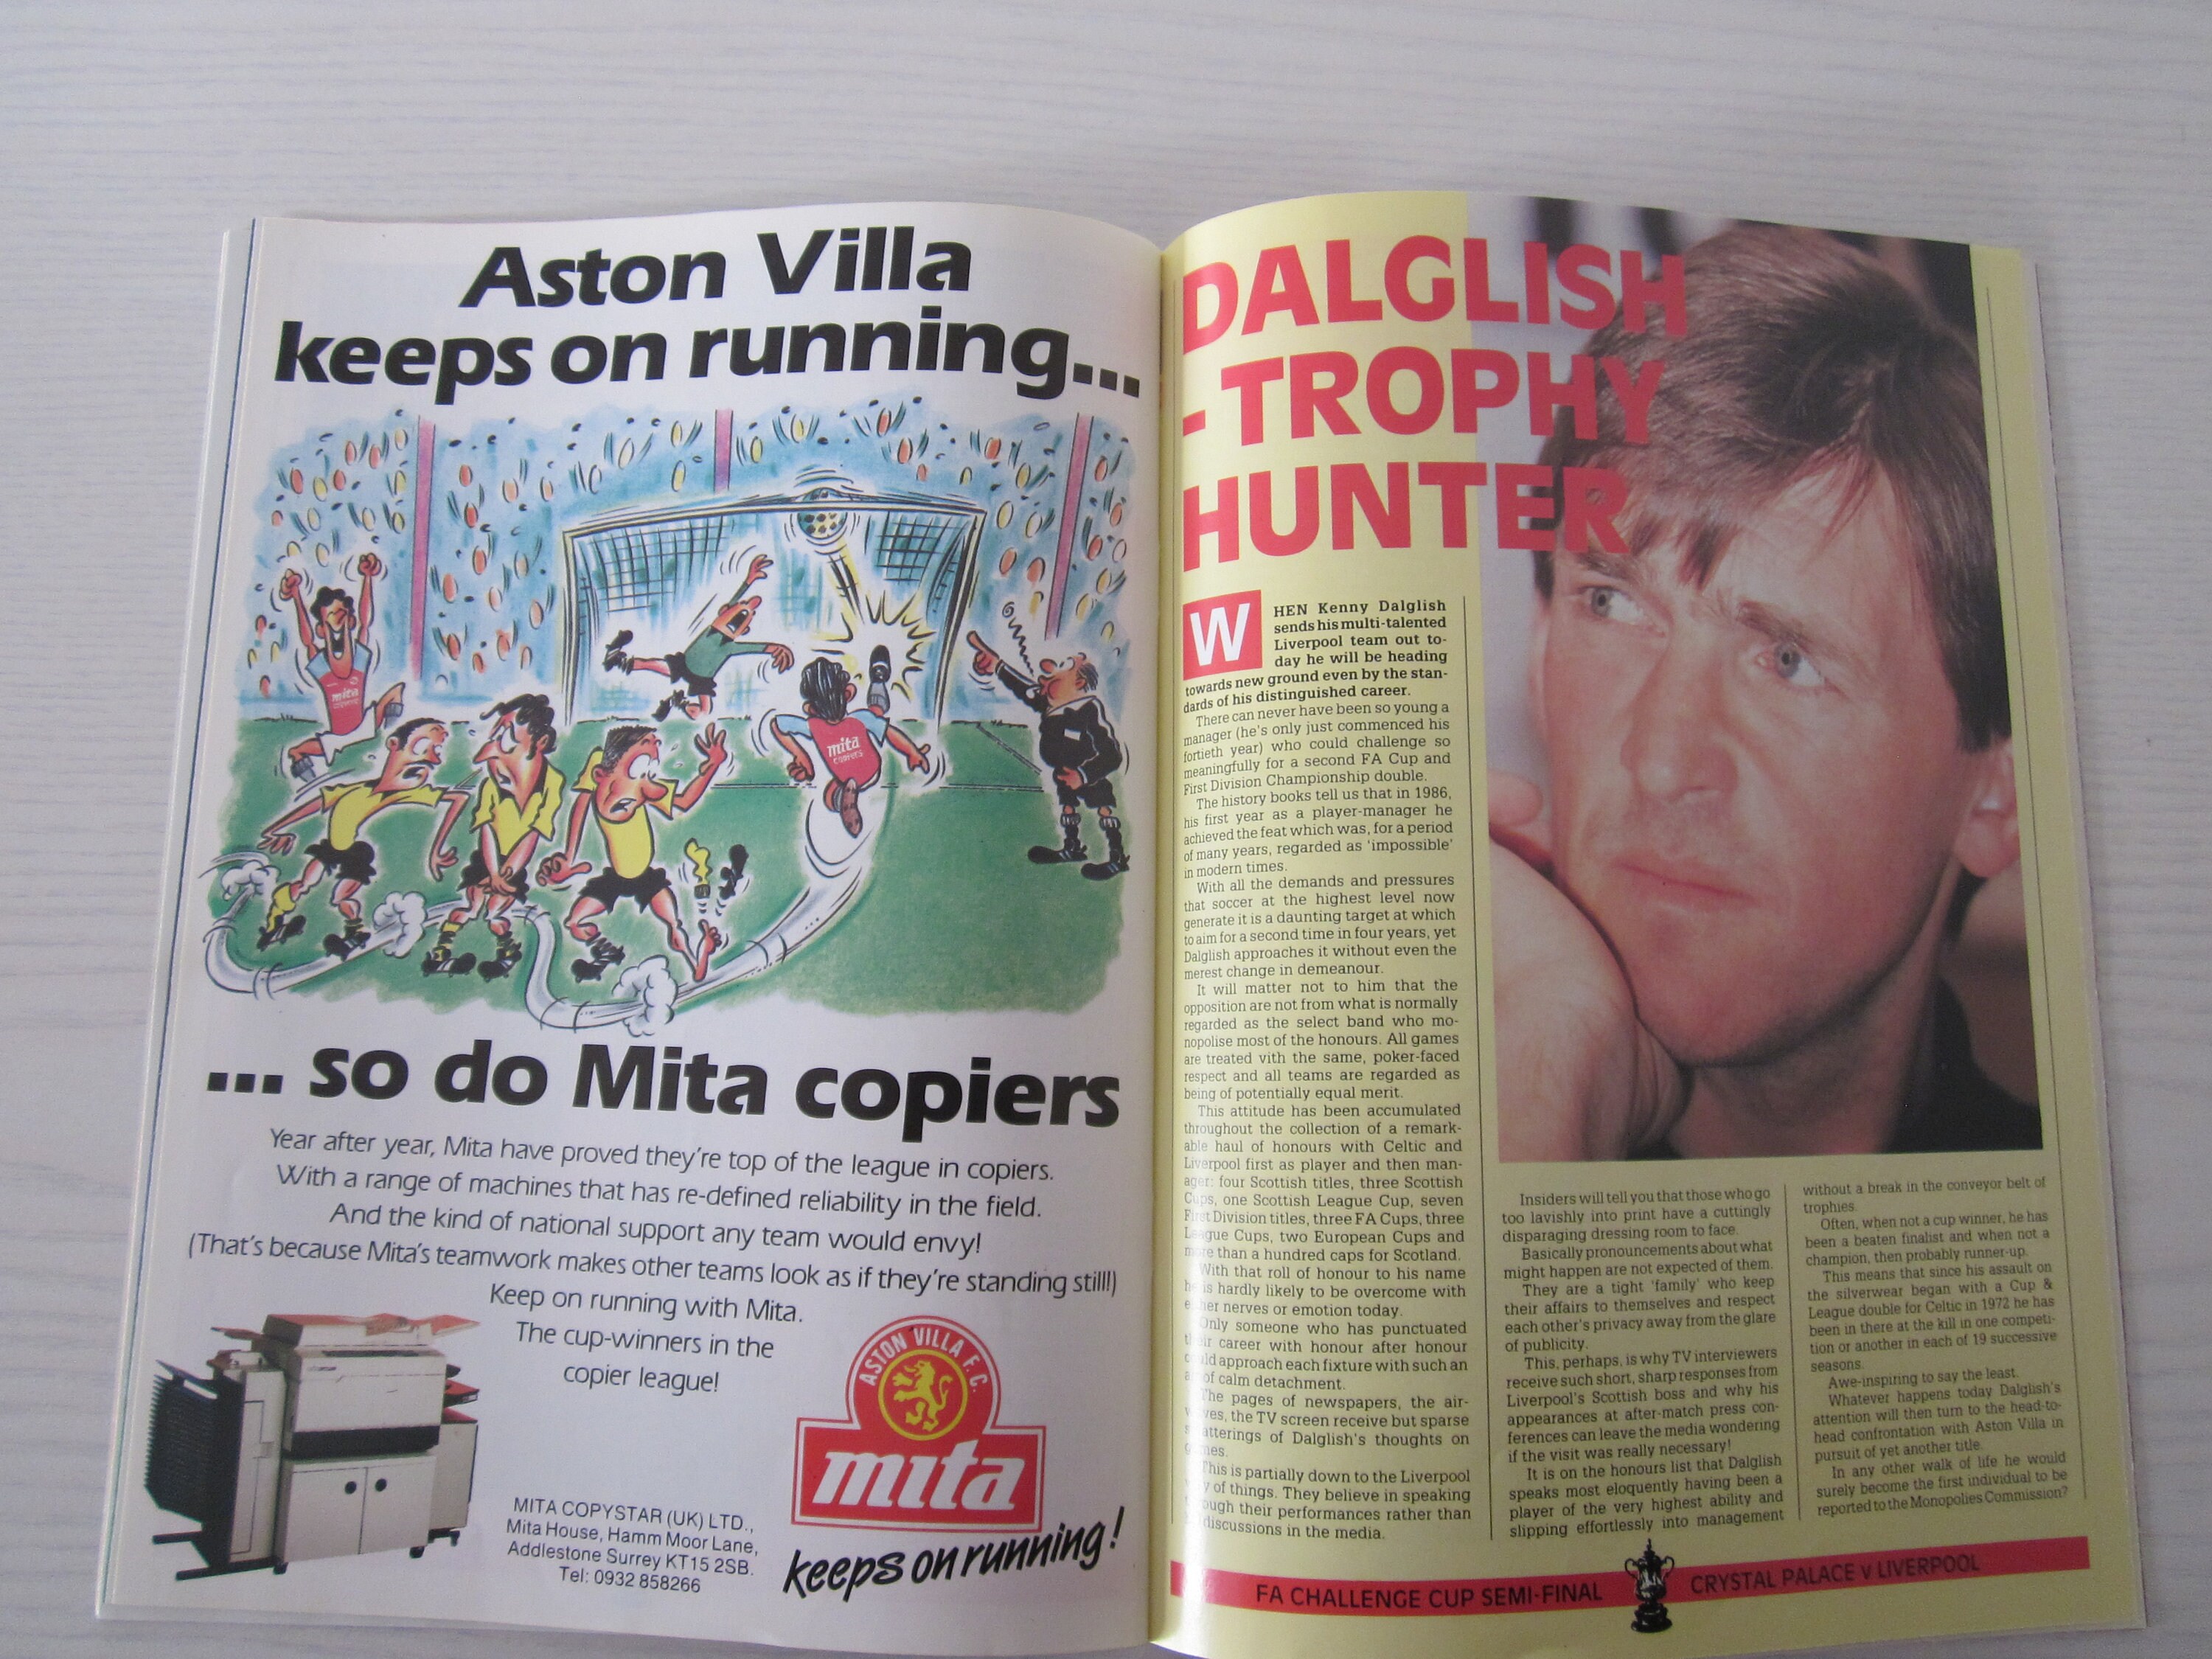 Aston Villa
keeps on running...
mita
copiers
mita
COPIERS
... so do Mita copiers
Year after year, Mita have proved they're top of the league in copiers.
With a range of machines that has re-defined reliability in the field.
And the kind of national support any team would envy!
(That's because Mita's teamwork makes other teams look as if they're standing still!)
Keep on running with Mita.
The cup-winners in the
copier league!
MITA COPYSTAR (UK) LTD.,
Mita House, Hamm Moor Lane,
Addlestone Surrey KT15 2SB.
Tel: 0932 858266
ASTON VILLA F.C.
mita
keeps on running!
DALGLISH
- TROPHY
HUNTER
WHEN Kenny Dalglish
sends his multi-talented
Liverpool team out to-
day he will be heading
towards new ground even by the stan-
dards of his distinguished career.
There can never have been so young a
manager (he's only just commenced his
fortieth year) who could challenge so
meaningfully for a second FA Cup and
First Division Championship double.
The history books tell us that in 1986,
his first year as a player-manager he
achieved the feat which was, for a period
of many years, regarded as 'impossible'
in modern times.
With all the demands and pressures
that soccer at the highest level now
generate it is a daunting target at which
to aim for a second time in four years, yet
Dalglish approaches it without even the
merest change in demeanour.
It will matter not to him that the
opposition are not from what is normally
regarded as the select band who mo-
nopolise most of the honours. All games
are treated vith the same, poker-faced
respect and all teams are regarded as
being of potentially equal merit.
This attitude has been accumulated
throughout the collection of a remark-
able haul of honours with Celtic and
Liverpool first as player and then man-
ager: four Scottish titles, three Scottish
Cups, one Scottish League Cup, seven
First Division titles, three FA Cups, three
League Cups, two European Cups and
more than a hundred caps for Scotland.
With that roll of honour to his name
he is hardly likely to be overcome with
either nerves or emotion today.
Only someone who has punctuated
their career with honour after honour
could approach each fixture with such an
air of calm detachment.
The pages of newspapers, the air-
waves, the TV screen receive but sparse
smatterings of Dalglish's thoughts on
games.
This is partially down to the Liverpool
way of things. They believe in speaking
through their performances rather than
discussions in the media.
Insiders will tell you that those who go
too lavishly into print have a cuttingly
disparaging dressing room to face.
Basically pronouncements about what
might happen are not expected of them.
They are a tight 'family' who keep
their affairs to themselves and respect
each other's privacy away from the glare
of publicity.
This, perhaps, is why TV interviewers
receive such short, sharp responses from
Liverpool's Scottish boss and why his
appearances at after-match press con-
ferences can leave the media wondering
if the visit was really necessary!
It is on the honours list that Dalglish
speaks most eloquently having been a
player of the very highest ability and
slipping effortlessly into management
without a break in the conveyor belt of
trophies.
Often, when not a cup winner, he has
been a beaten finalist and when not a
champion, then probably runner-up.
This means that since his assault on
the silverwear began with a Cup &
League double for Celtic in 1972 he has
been in there at the kill in one competi-
tion or another in each of 19 successive
seasons.
Awe-inspiring to say the least.
Whatever happens today Dalglish's
attention will then turn to the head-to-
head confrontation with Aston Villa in
pursuit of yet another title.
In any other walk of life he would
surely become the first individual to be
reported to the Monopolies Commission?
FA CHALLENGE CUP SEMI-FINAL
CRYSTAL PALACE v LIVERPOOL